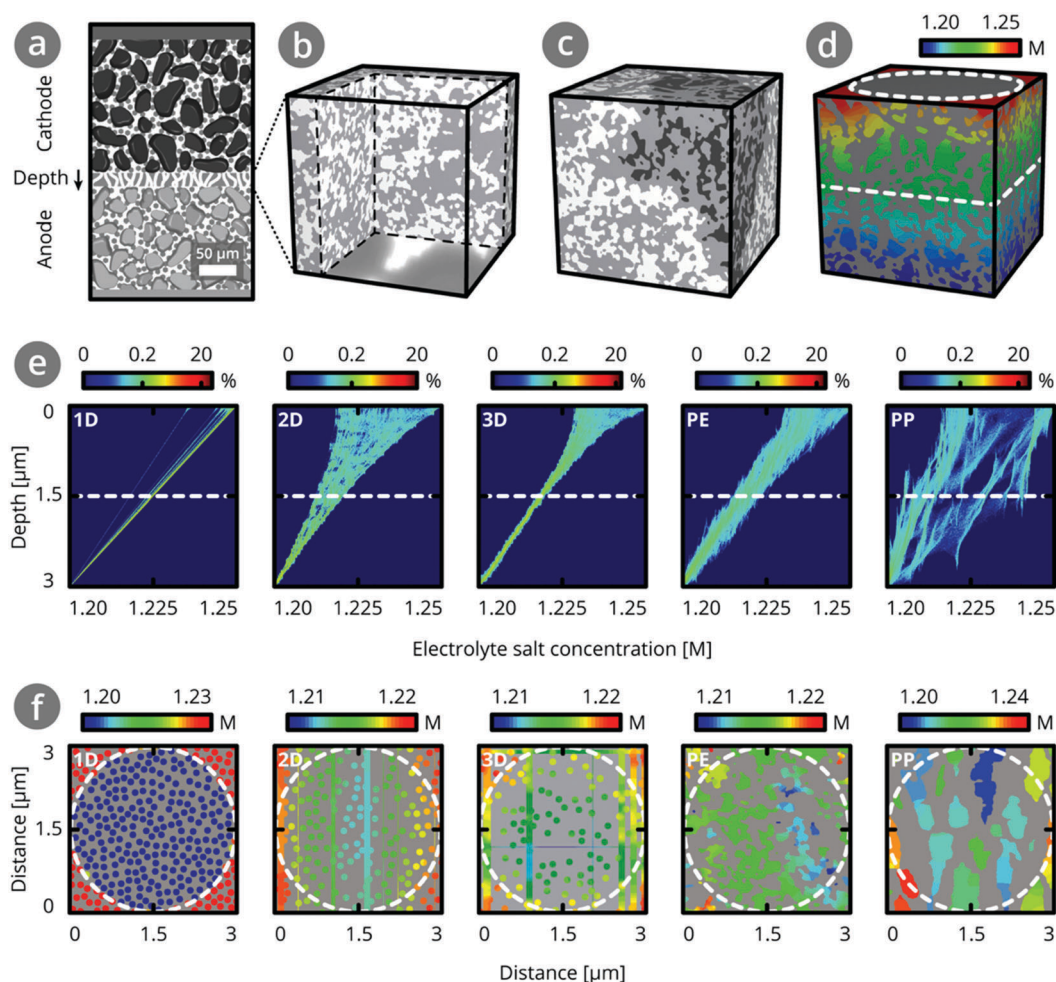 a
b
c
d
1.20 1.25
M
Cathode
Depth
Anode
50 μm
e
0 0.2 20
%
0 0.2 20
%
0 0.2 20
%
0 0.2 20
%
0 0.2 20
%
1D
2D
3D
PE
PP
Depth [μm]
0
1.5
3
1.20 1.225 1.25
1.20 1.225 1.25
1.20 1.225 1.25
1.20 1.225 1.25
1.20 1.225 1.25
Electrolyte salt concentration [M]
f
1.20 1.23
M
1.21 1.22
M
1.21 1.22
M
1.21 1.22
M
1.20 1.24
M
1D
2D
3D
PE
PP
Distance [μm]
3
1.5
0
0 1.5 3
0 1.5 3
0 1.5 3
0 1.5 3
0 1.5 3
Distance [μm]